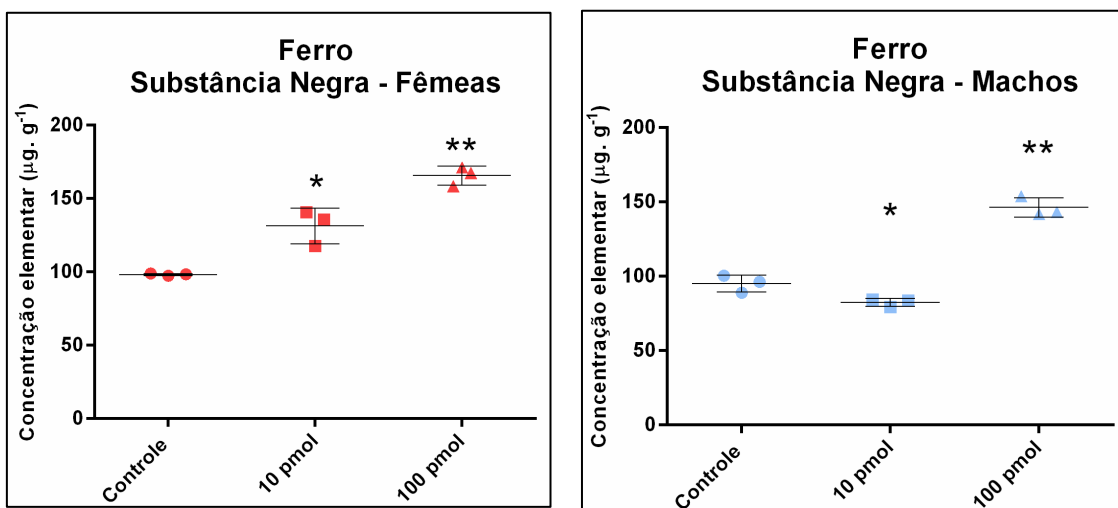 Ferro
Substância Negra - Fêmeas
Concentração elementar (µg. g-1)
200
150
100
50
0
*
**
Controle
10 pmol
100 pmol
Ferro
Substância Negra - Machos
Concentração elementar (µg. g-1)
200
150
100
50
0
*
**
Controle
10 pmol
100 pmol